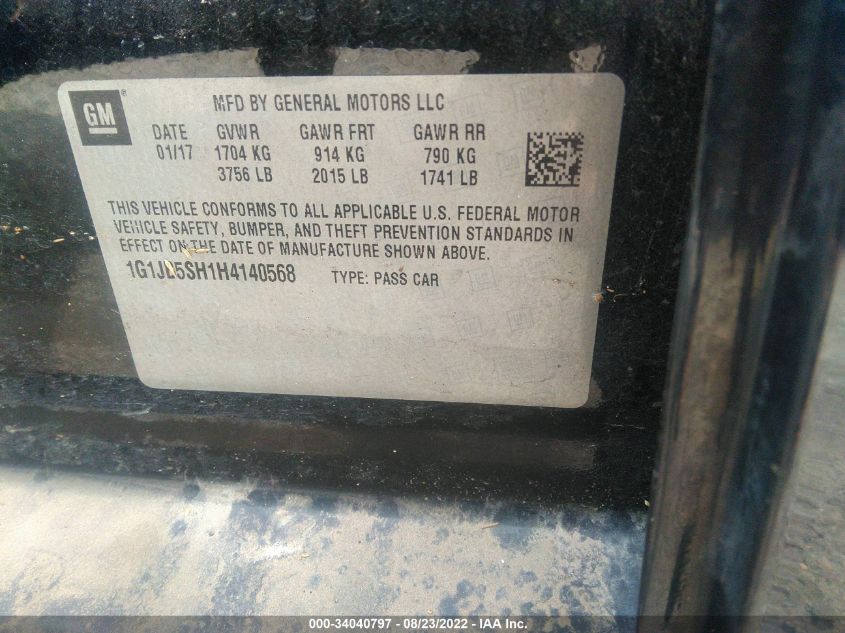 GM
®
MFD BY GENERAL MOTORS LLC
DATE GVWR GAWR FRT GAWR RR
01/17 1704 KG 914 KG 790 KG
3756 LB 2015 LB 1741 LB
THIS VEHICLE CONFORMS TO ALL APPLICABLE U.S. FEDERAL MOTOR
VEHICLE SAFETY, BUMPER, AND THEFT PREVENTION STANDARDS IN
EFFECT ON THE DATE OF MANUFACTURE SHOWN ABOVE.
1G1JB5SH1H4140568 TYPE: PASS CAR
000-34040797 - 08/23/2022 - IAA Inc.